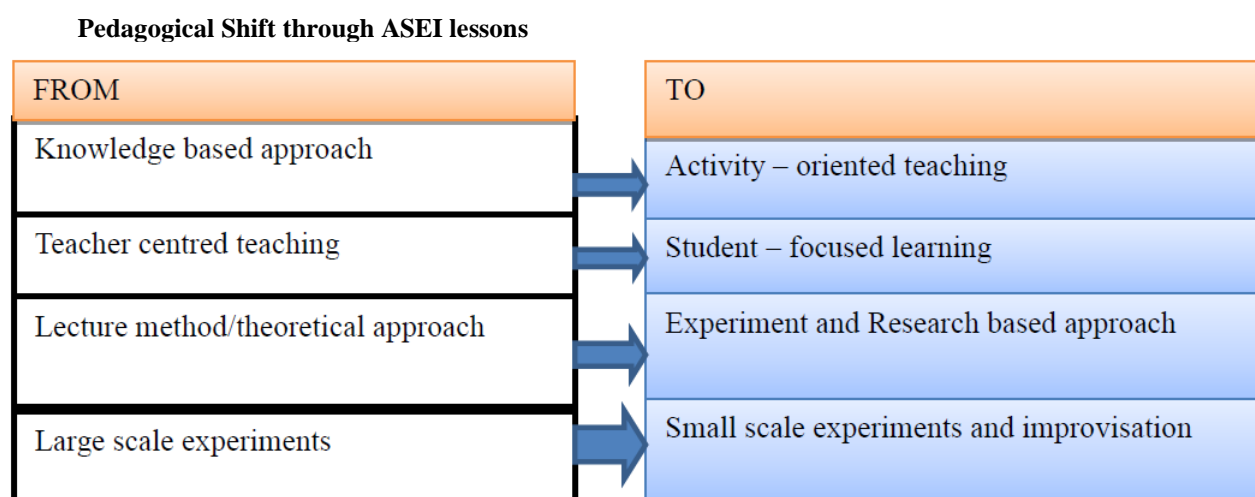 Pedagogical Shift through ASEI lessons
FROM
TO
Knowledge based approach
Activity – oriented teaching
Teacher centred teaching
Student – focused learning
Lecture method/theoretical approach
Experiment and Research based approach
Large scale experiments
Small scale experiments and improvisation